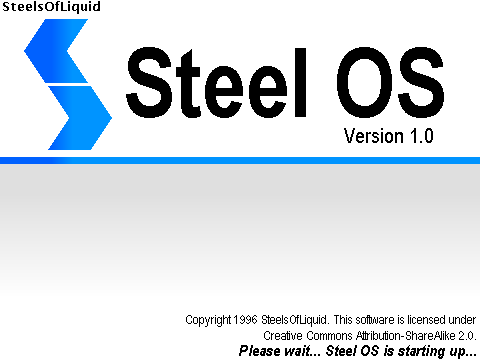 SteelsOfLiquid
Steel OS
Version 1.0
Copyright 1996 SteelsOfLiquid. This software is licensed under
Creative Commons Attribution-ShareAlike 2.0.
Please wait... Steel OS is starting up...